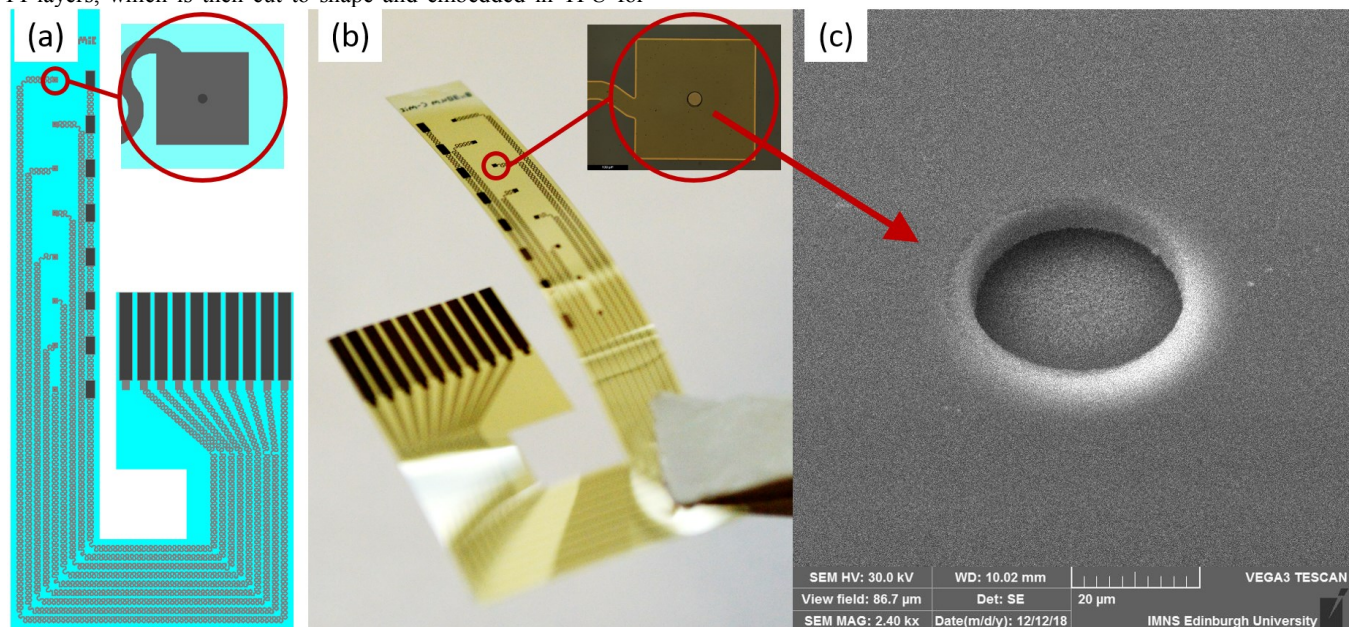 PI layers, which is then cut to shape and embedded in TPU for
(a)
(b)
(c)
SEM HV: 30.0 kV
WD: 10.02 mm
VEGA3 TESCAN
View field: 86.7 µm
Det: SE
20 µm
SEM MAG: 2.40 kx
Date(m/d/y): 12/12/18
IMNS Edinburgh University